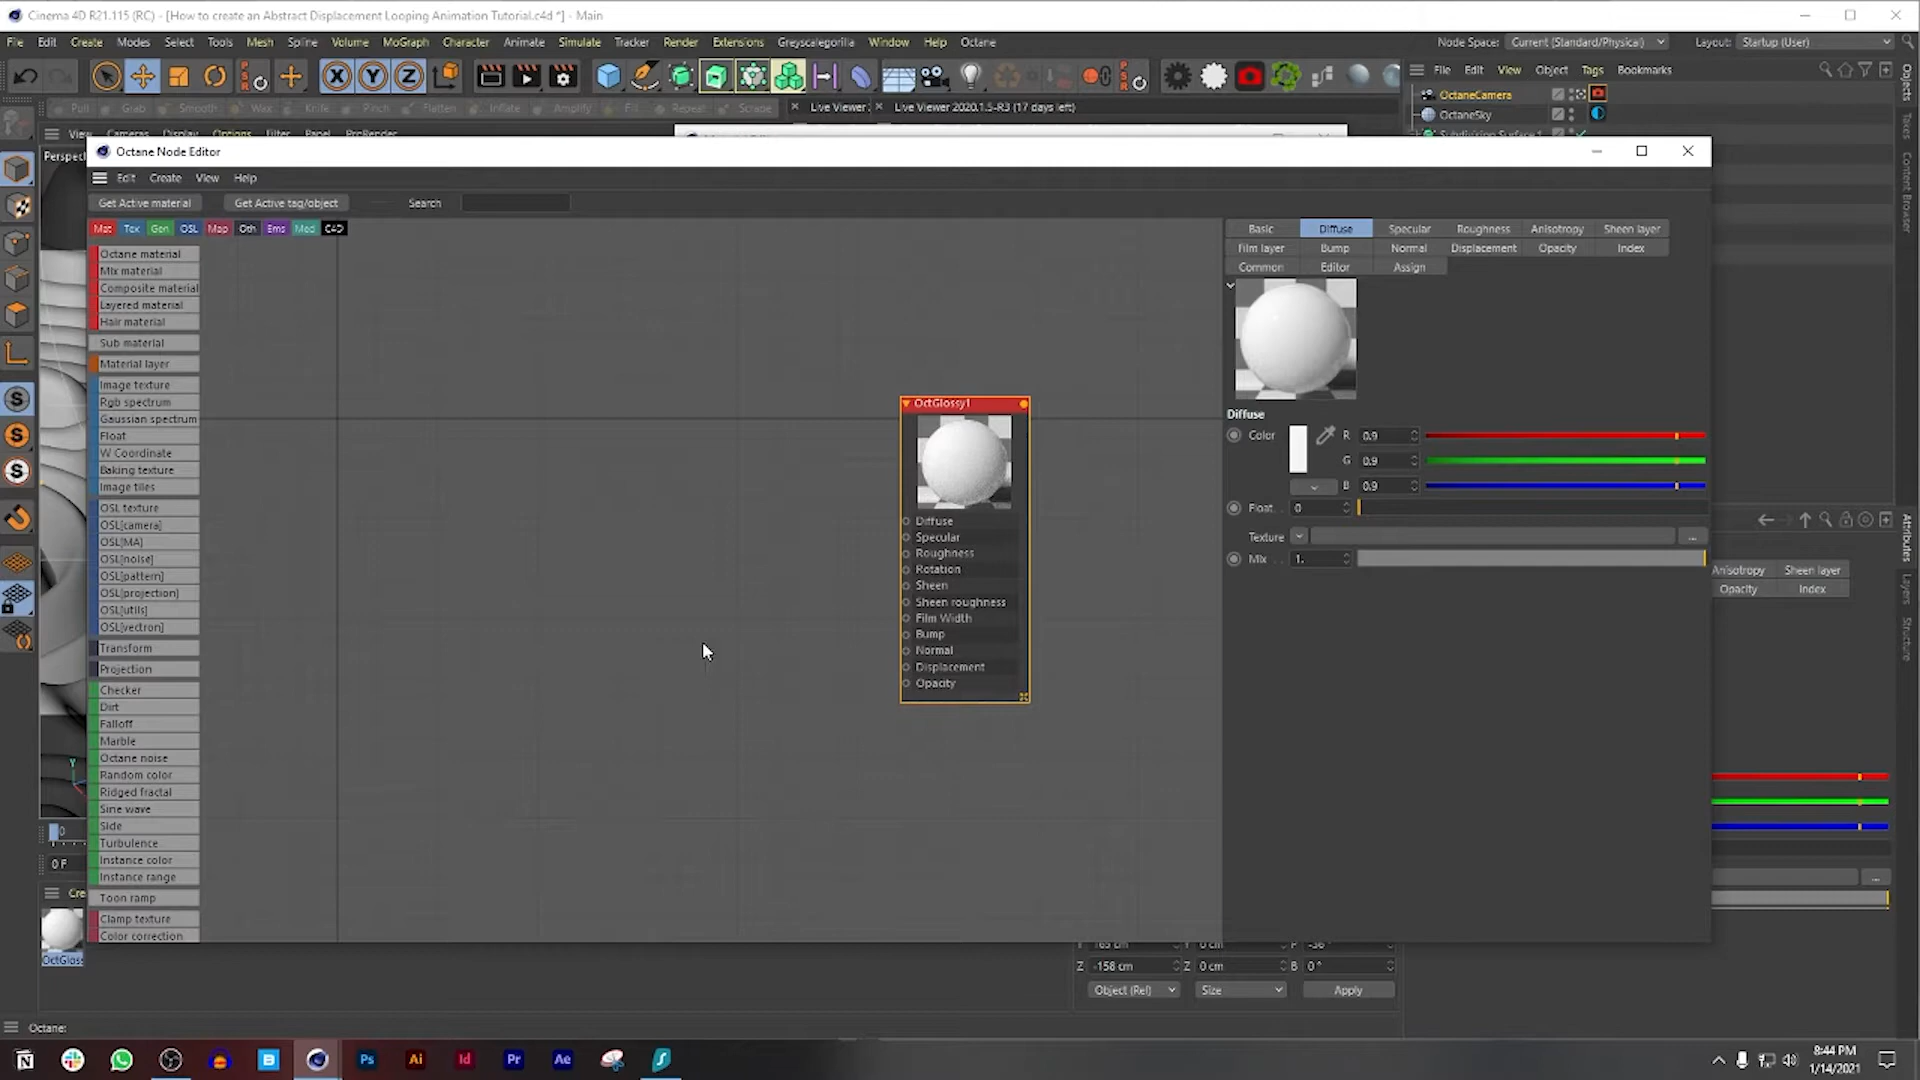 Cinema 4D R21.115 (RC) - [How to create an Abstract Displacement Looping Animation Tutorial.c4d *] - Main
File Edit Create Modes Select Tools Mesh Spline Volume MoGraph Character Animate Simulate Tracker Render Extensions Greyscalegorilla Window Help Octane
Node Space: Current (Standard/Physical) Layout: Startup (User)
File Edit View Object Tags Bookmarks
Pull Grab Smooth Wax Knife Pinch Flatten Inflate Amplify Fill Repeat Scrape
Live Viewer Live Viewer 2020.1.5-R3 (17 days left)
OctaneCamera
OctaneSky
Subdivision Surface.1
View Cameras Display Options Filter Panel ProRender
Perspec
Octane Node Editor
Edit Create View Help
Get Active material Get Active tag/object Search
Mat Tex Gen OSL Map Oth Ems Med C4D
Octane material
Mix material
Composite material
Layered material
Hair material
Sub material
Material layer
Image texture
Rgb spectrum
Gaussian spectrum
Float
W Coordinate
Baking texture
Image tiles
OSL texture
OSL[camera]
OSL[MA]
OSL[noise]
OSL[pattern]
OSL[projection]
OSL[utils]
OSL[vectron]
Transform
Projection
Checker
Dirt
Falloff
Marble
Octane noise
Random color
Ridged fractal
Sine wave
Side
Turbulence
Instance color
Instance range
Toon ramp
Clamp texture
Color correction
OctGlossy1
Diffuse
Specular
Roughness
Rotation
Sheen
Sheen roughness
Film Width
Bump
Normal
Displacement
Opacity
Basic Diffuse Specular Roughness Anisotropy Sheen layer
Film layer Bump Normal Displacement Opacity Index
Common Editor Assign
Diffuse
Color R 0.9
G 0.9
B 0.9
Float 0
Texture ...
Mix 1.
Anisotropy Sheen layer
Opacity Index
...
Objects
Takes
Content Browser
Attributes
Layers
Structure
Y
0
0 F
Cre
OctGloss
Y 165 cm Y 0 cm P -36 °
Z -158 cm Z 0 cm B 0 °
Object (Rel) Size Apply
Octane:
Ps Ai Id Pr Ae
8:44 PM
1/14/2021